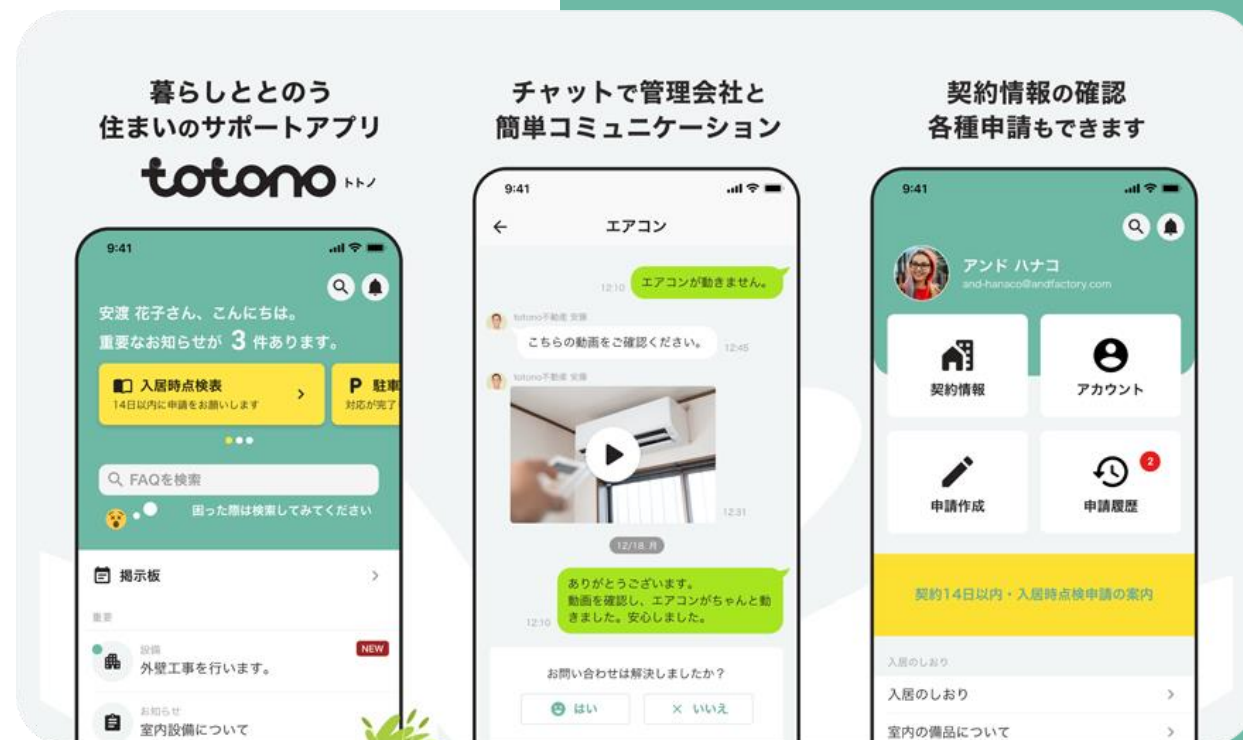 暮らしととのう
住まいのサポートアプリ
totono トトノ
9:41
安渡 花子さん、こんにちは。
重要なお知らせが 3 件あります。
入居時点検表
14日以内に申請をお願いします
P 駐車
対応が完了
FAQを検索
困った際は検索してみてください
掲示板
重要
設備
外壁工事を行います。
NEW
お知らせ
室内設備について
チャットで管理会社と
簡単コミュニケーション
9:41
エアコン
エアコンが動きません。
12:10
totono不動産 安藤
こちらの動画をご確認ください。
12:45
totono不動産 安藤
12:31
12/18. 月
ありがとうございます。
動画を確認し、エアコンがちゃんと動
きました。安心しました。
12:10
お問い合わせは解決しましたか？
はい
いいえ
契約情報の確認
各種申請もできます
9:41
アンド ハナコ
and-hanaco@andfactory.com
契約情報
アカウント
申請作成
2
申請履歴
契約14日以内・入居時点検申請の案内
入居のしおり
入居のしおり
室内の備品について